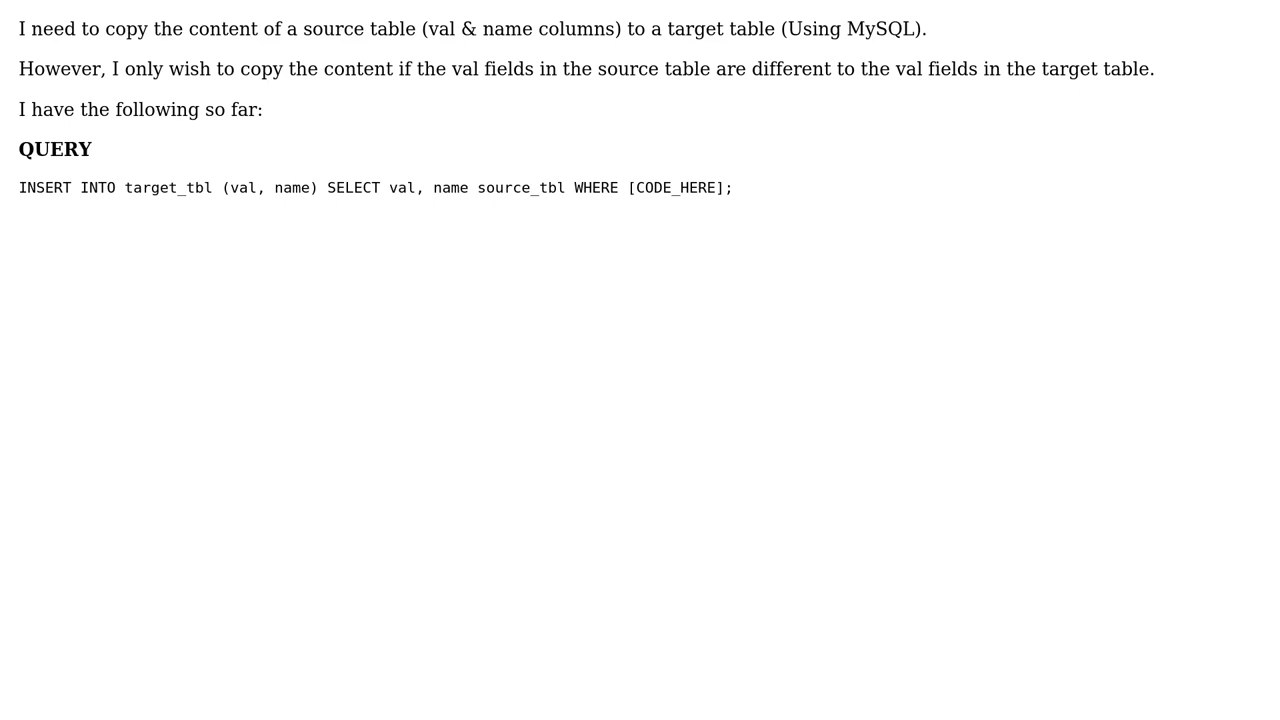 I need to copy the content of a source table (val & name columns) to a target table (Using MySQL).
However, I only wish to copy the content if the val fields in the source table are different to the val fields in the target table.
I have the following so far:
QUERY
INSERT INTO target_tbl (val, name) SELECT val, name source_tbl WHERE [CODE_HERE];